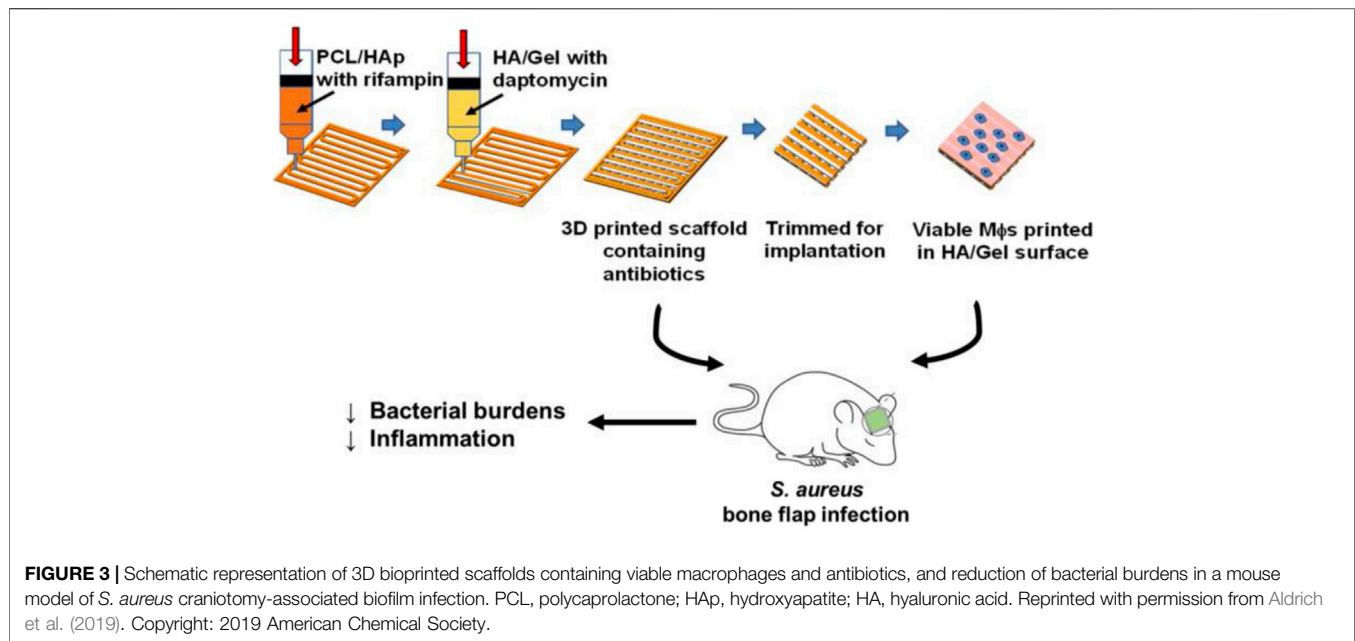 PCL/HAp
with rifampin
HA/Gel with
daptomycin
3D printed scaffold
containing
antibiotics
Trimmed for
implantation
Viable Mϕs printed
in HA/Gel surface
↓ Bacterial burdens
↓ Inflammation
S. aureus
bone flap infection
FIGURE 3 | Schematic representation of 3D bioprinted scaffolds containing viable macrophages and antibiotics, and reduction of bacterial burdens in a mouse
model of S. aureus craniotomy-associated biofilm infection. PCL, polycaprolactone; HAp, hydroxyapatite; HA, hyaluronic acid. Reprinted with permission from Aldrich
et al. (2019). Copyright: 2019 American Chemical Society.